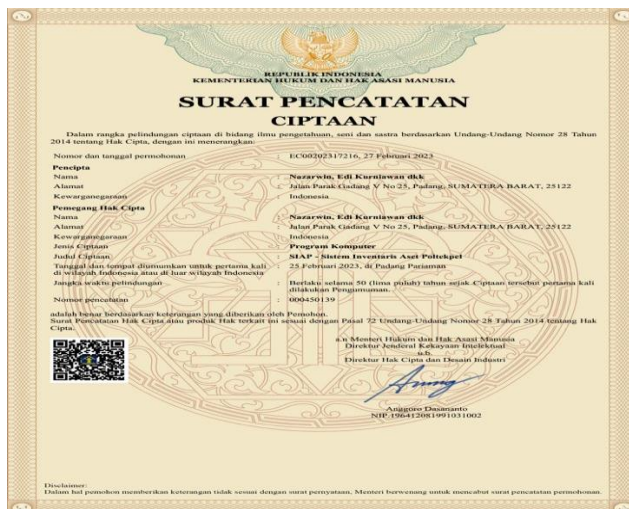 REPUBLIK INDONESIA
KEMENTERIAN HUKUM DAN HAK ASASI MANUSIA
SURAT PENCATATAN
CIPTAAN
Dalam rangka pelindungan ciptaan di bidang ilmu pengetahuan, seni dan sastra berdasarkan Undang-Undang Nomor 28 Tahun
2014 tentang Hak Cipta, dengan ini menerangkan:
Nomor dan tanggal permohonan : EC00202317216, 27 Februari 2023
Pencipta
Nama : Nazarwin, Edi Kurniawan dkk
Alamat : Jalan Parak Gadang V No 25, Padang, SUMATERA BARAT, 25122
Kewarganegaraan : Indonesia
Pemegang Hak Cipta
Nama : Nazarwin, Edi Kurniawan dkk
Alamat : Jalan Parak Gadang V No 25, Padang, SUMATERA BARAT, 25122
Kewarganegaraan : Indonesia
Jenis Ciptaan : Program Komputer
Judul Ciptaan : SIAP - Sistem Inventaris Aset Poltekpel
Tanggal dan tempat diumumkan untuk pertama kali : 25 Februari 2023, di Padang Pariaman
di wilayah Indonesia atau di luar wilayah Indonesia
Jangka waktu pelindungan : Berlaku selama 50 (lima puluh) tahun sejak Ciptaan tersebut pertama kali
dilakukan Pengumuman.
Nomor pencatatan : 000450139
adalah benar berdasarkan keterangan yang diberikan oleh Pemohon.
Surat Pencatatan Hak Cipta atau produk Hak terkait ini sesuai dengan Pasal 72 Undang-Undang Nomor 28 Tahun 2014 tentang Hak
Cipta.
a.n Menteri Hukum dan Hak Asasi Manusia
Direktur Jenderal Kekayaan Intelektual
u.b.
Direktur Hak Cipta dan Desain Industri
Anggoro Dasananto
NIP.196412081991031002
Disclaimer:
Dalam hal pemohon memberikan keterangan tidak sesuai dengan surat pernyataan, Menteri berwenang untuk mencabut surat pencatatan permohonan.